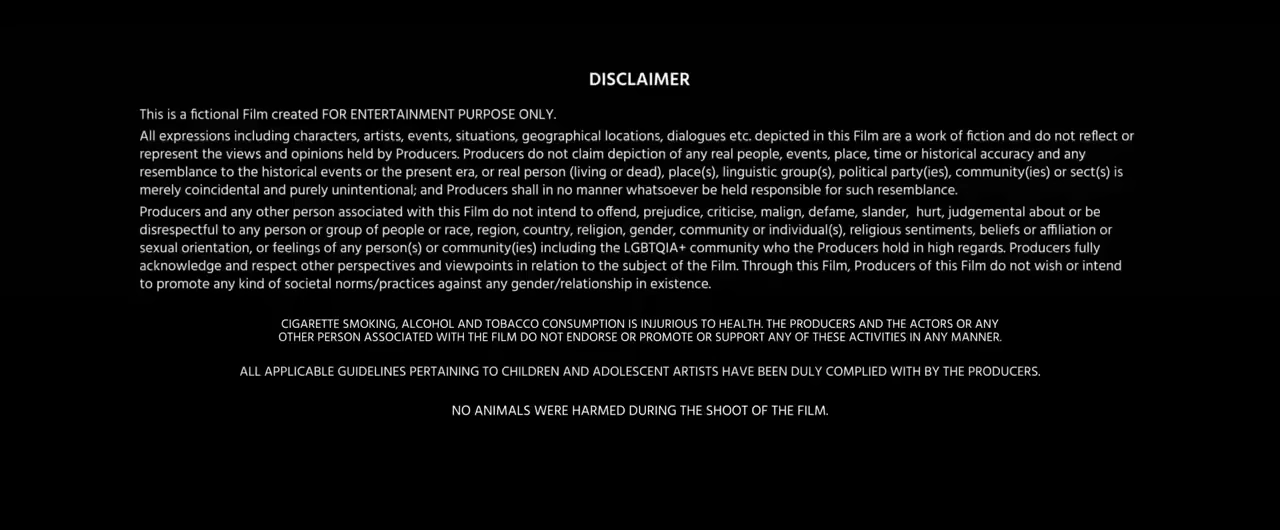 DISCLAIMER
This is a fictional Film created FOR ENTERTAINMENT PURPOSE ONLY.
All expressions including characters, artists, events, situations, geographical locations, dialogues etc. depicted in this Film are a work of fiction and do not reflect or
represent the views and opinions held by Producers. Producers do not claim depiction of any real people, events, place, time or historical accuracy and any
resemblance to the historical events or the present era, or real person (living or dead), place(s), linguistic group(s), political party(ies), community(ies) or sect(s) is
merely coincidental and purely unintentional; and Producers shall in no manner whatsoever be held responsible for such resemblance.
Producers and any other person associated with this Film do not intend to offend, prejudice, criticise, malign, defame, slander,  hurt, judgemental about or be
disrespectful to any person or group of people or race, region, country, religion, gender, community or individual(s), religious sentiments, beliefs or affiliation or
sexual orientation, or feelings of any person(s) or community(ies) including the LGBTQIA+ community who the Producers hold in high regards. Producers fully
acknowledge and respect other perspectives and viewpoints in relation to the subject of the Film. Through this Film, Producers of this Film do not wish or intend
to promote any kind of societal norms/practices against any gender/relationship in existence.
CIGARETTE SMOKING, ALCOHOL AND TOBACCO CONSUMPTION IS INJURIOUS TO HEALTH. THE PRODUCERS AND THE ACTORS OR ANY
OTHER PERSON ASSOCIATED WITH THE FILM DO NOT ENDORSE OR PROMOTE OR SUPPORT ANY OF THESE ACTIVITIES IN ANY MANNER.
ALL APPLICABLE GUIDELINES PERTAINING TO CHILDREN AND ADOLESCENT ARTISTS HAVE BEEN DULY COMPLIED WITH BY THE PRODUCERS.
NO ANIMALS WERE HARMED DURING THE SHOOT OF THE FILM.